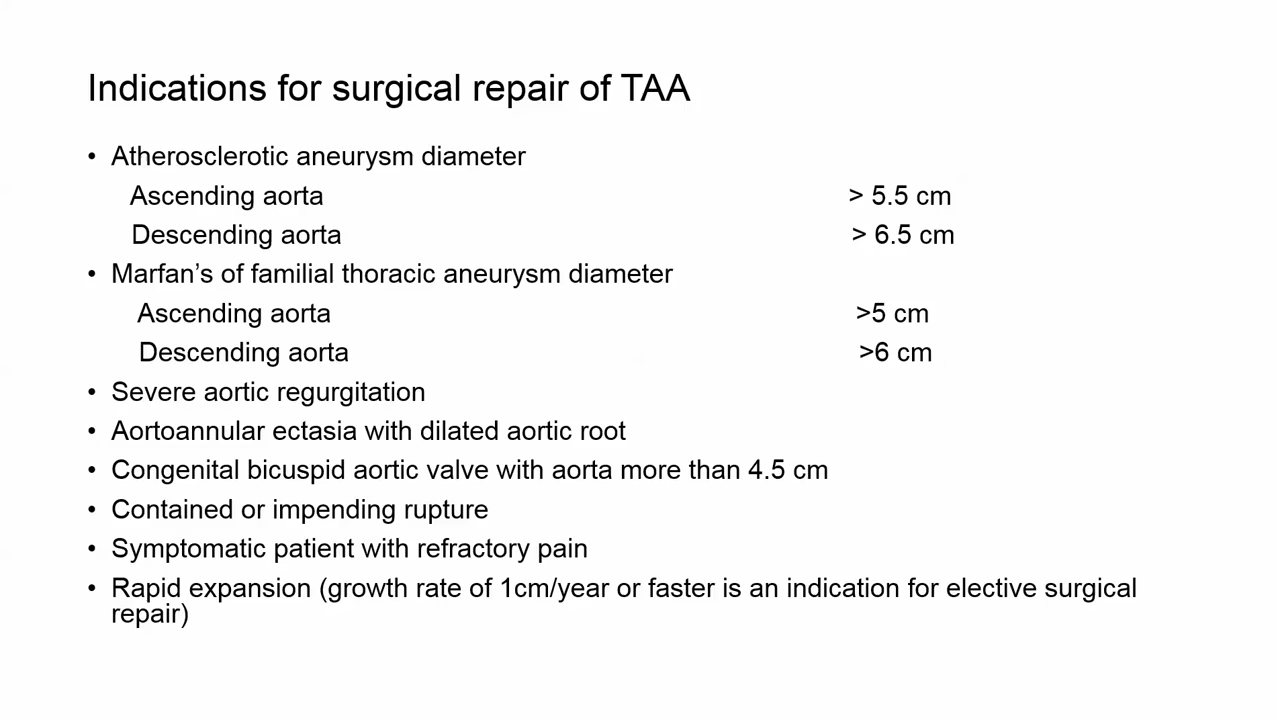 Indications for surgical repair of TAA
• Atherosclerotic aneurysm diameter
Ascending aorta > 5.5 cm
Descending aorta > 6.5 cm
• Marfan’s of familial thoracic aneurysm diameter
Ascending aorta >5 cm
Descending aorta >6 cm
• Severe aortic regurgitation
• Aortoannular ectasia with dilated aortic root
• Congenital bicuspid aortic valve with aorta more than 4.5 cm
• Contained or impending rupture
• Symptomatic patient with refractory pain
• Rapid expansion (growth rate of 1cm/year or faster is an indication for elective surgical
repair)